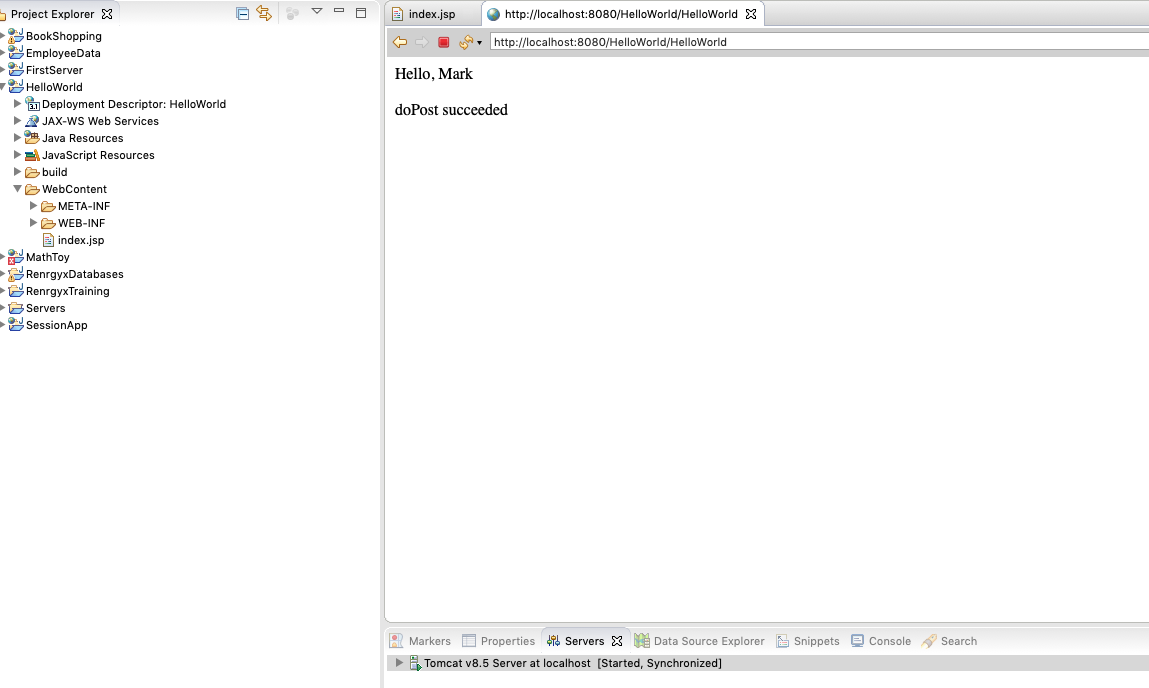 Project Explorer
BookShopping
EmployeeData
FirstServer
HelloWorld
3.1 Deployment Descriptor: HelloWorld
JAX-WS Web Services
Java Resources
JavaScript Resources
build
WebContent
META-INF
WEB-INF
index.jsp
MathToy
RenrgyxDatabases
RenrgyxTraining
Servers
SessionApp
index.jsp http://localhost:8080/HelloWorld/HelloWorld
http://localhost:8080/HelloWorld/HelloWorld
Hello, Mark
doPost succeeded
Markers Properties Servers Data Source Explorer Snippets Console Search
Tomcat v8.5 Server at localhost [Started, Synchronized]